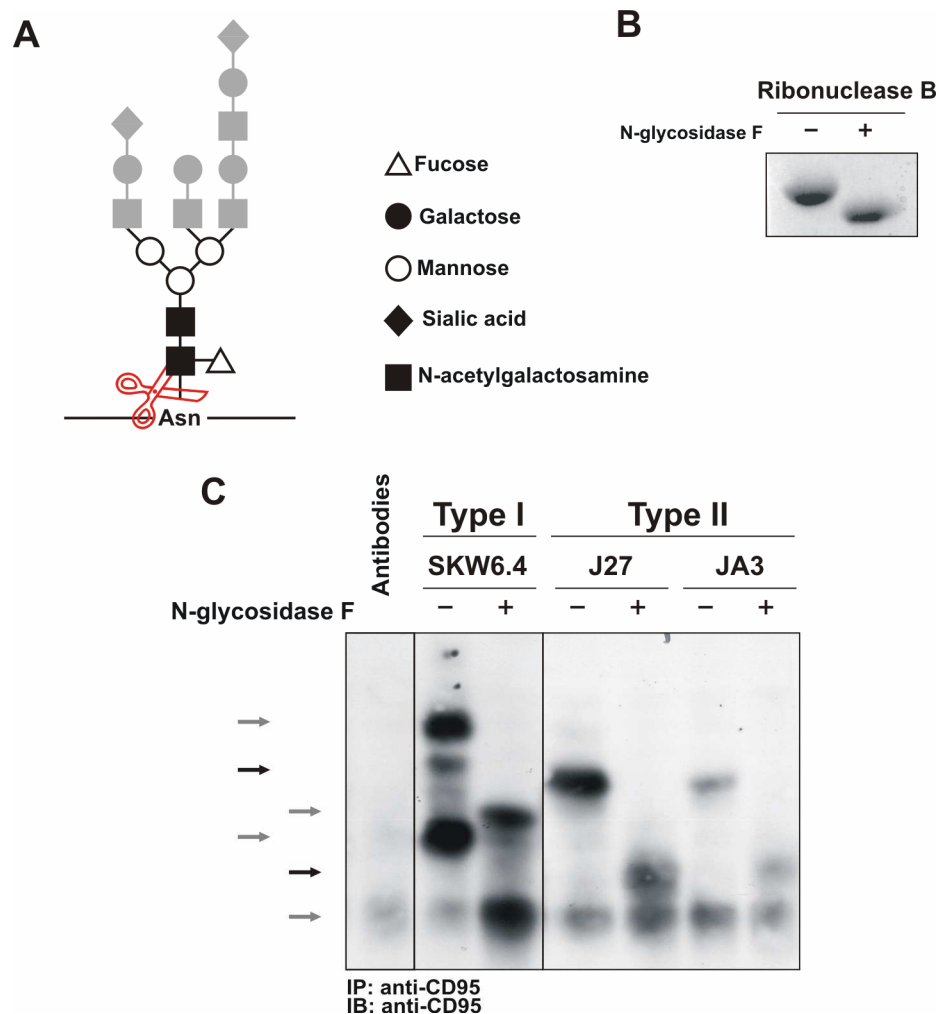 A
B
Ribonuclease B
N-glycosidase F − +
Fucose
Galactose
Mannose
Sialic acid
N-acetylgalactosamine
Asn
C
Antibodies
Type I Type II
SKW6.4 J27 JA3
N-glycosidase F − + − + − +
IP: anti-CD95
IB: anti-CD95